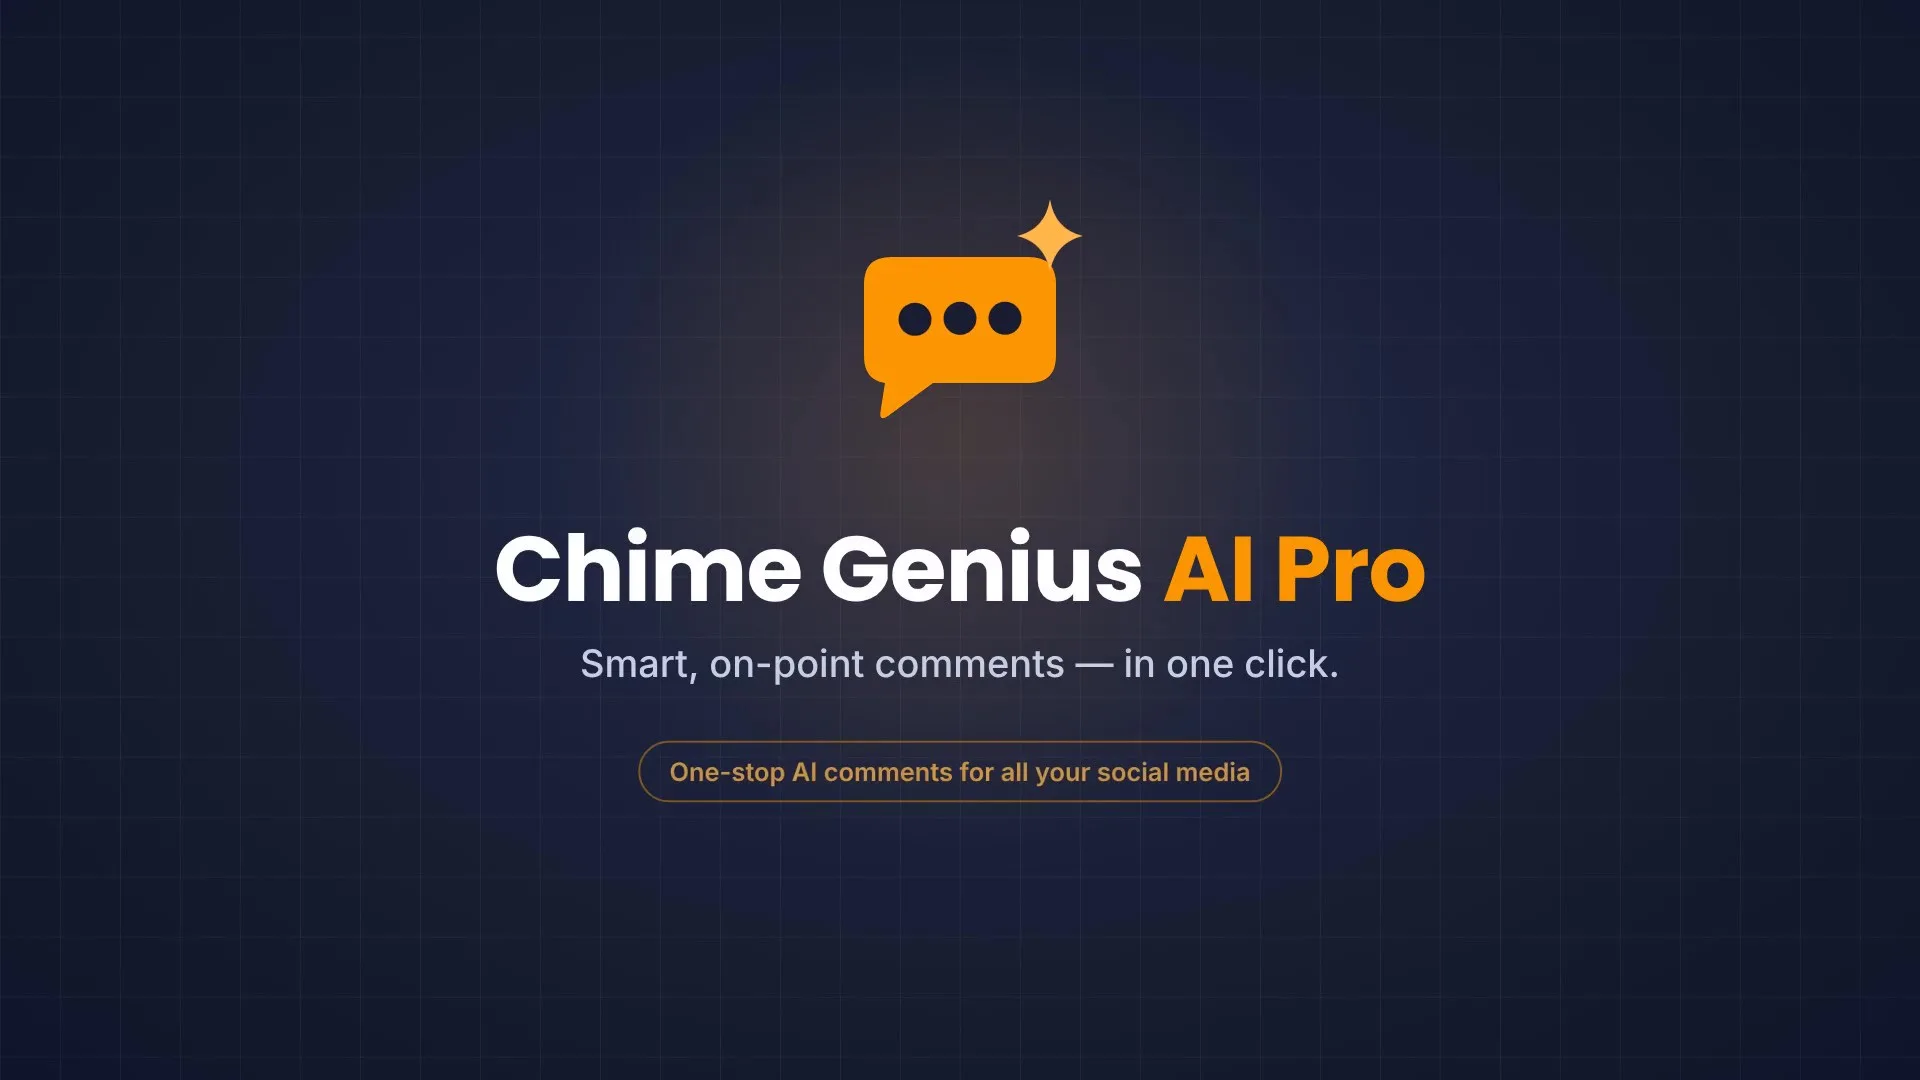 Chime Genius AI Pro
Smart, on-point comments — in one click.
One-stop AI comments for all your social media